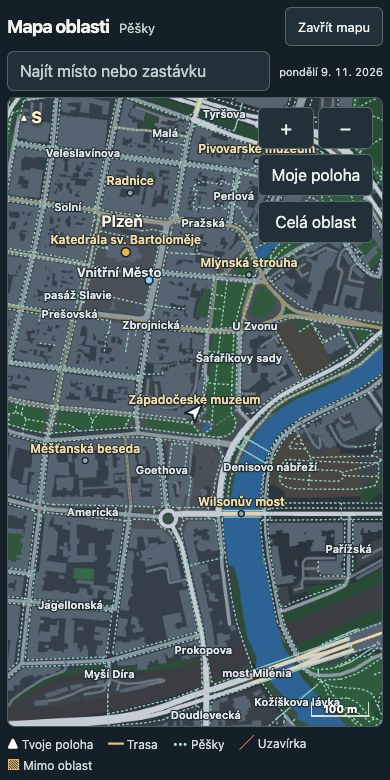 Mapa oblasti Pěšky
Zavřít mapu
Najít místo nebo zastávku
pondělí 9. 11. 2026
S
Tyršova
+
−
Malá
Pivovarské muzeum
Veleslavínova
Moje poloha
Radnice
Perlová
Solní
Plzeň
Pražská
Celá oblast
Katedrála sv. Bartoloměje
Mlýnská strouha
Vnitřní Město
pasáž Slavie
Prešovská
Zbrojnická
U Zvonu
Šafaříkovy sady
Západočeské muzeum
Měšťanská beseda
Goethova
Denisovo nábřeží
Wilsonův most
Americká
Pařížská
Jagellonská
Prokopova
Myší Díra
most Milénia
Kožíškova lávka
100 m
Doudlevecká
Tvoje poloha
Trasa
Pěšky
Uzavírka
Mimo oblast